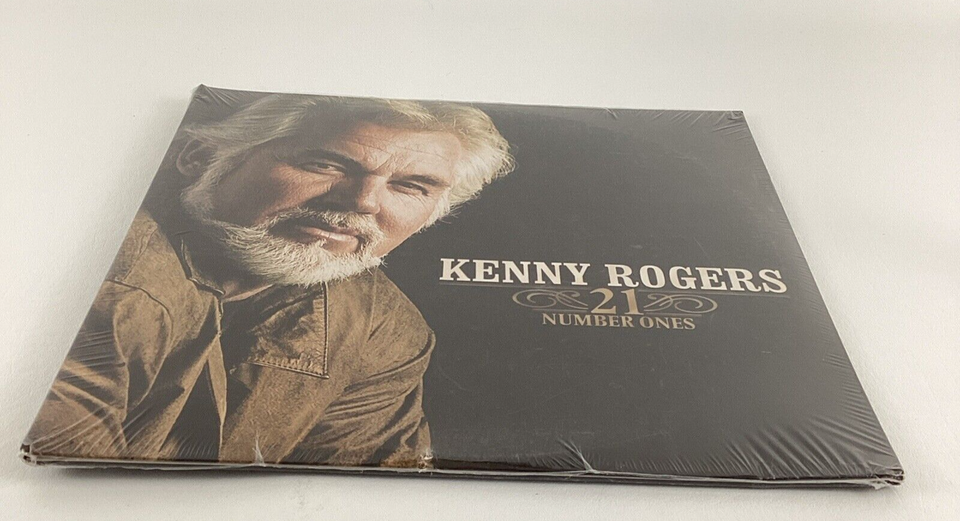 KENNY ROGERS
21
NUMBER ONES